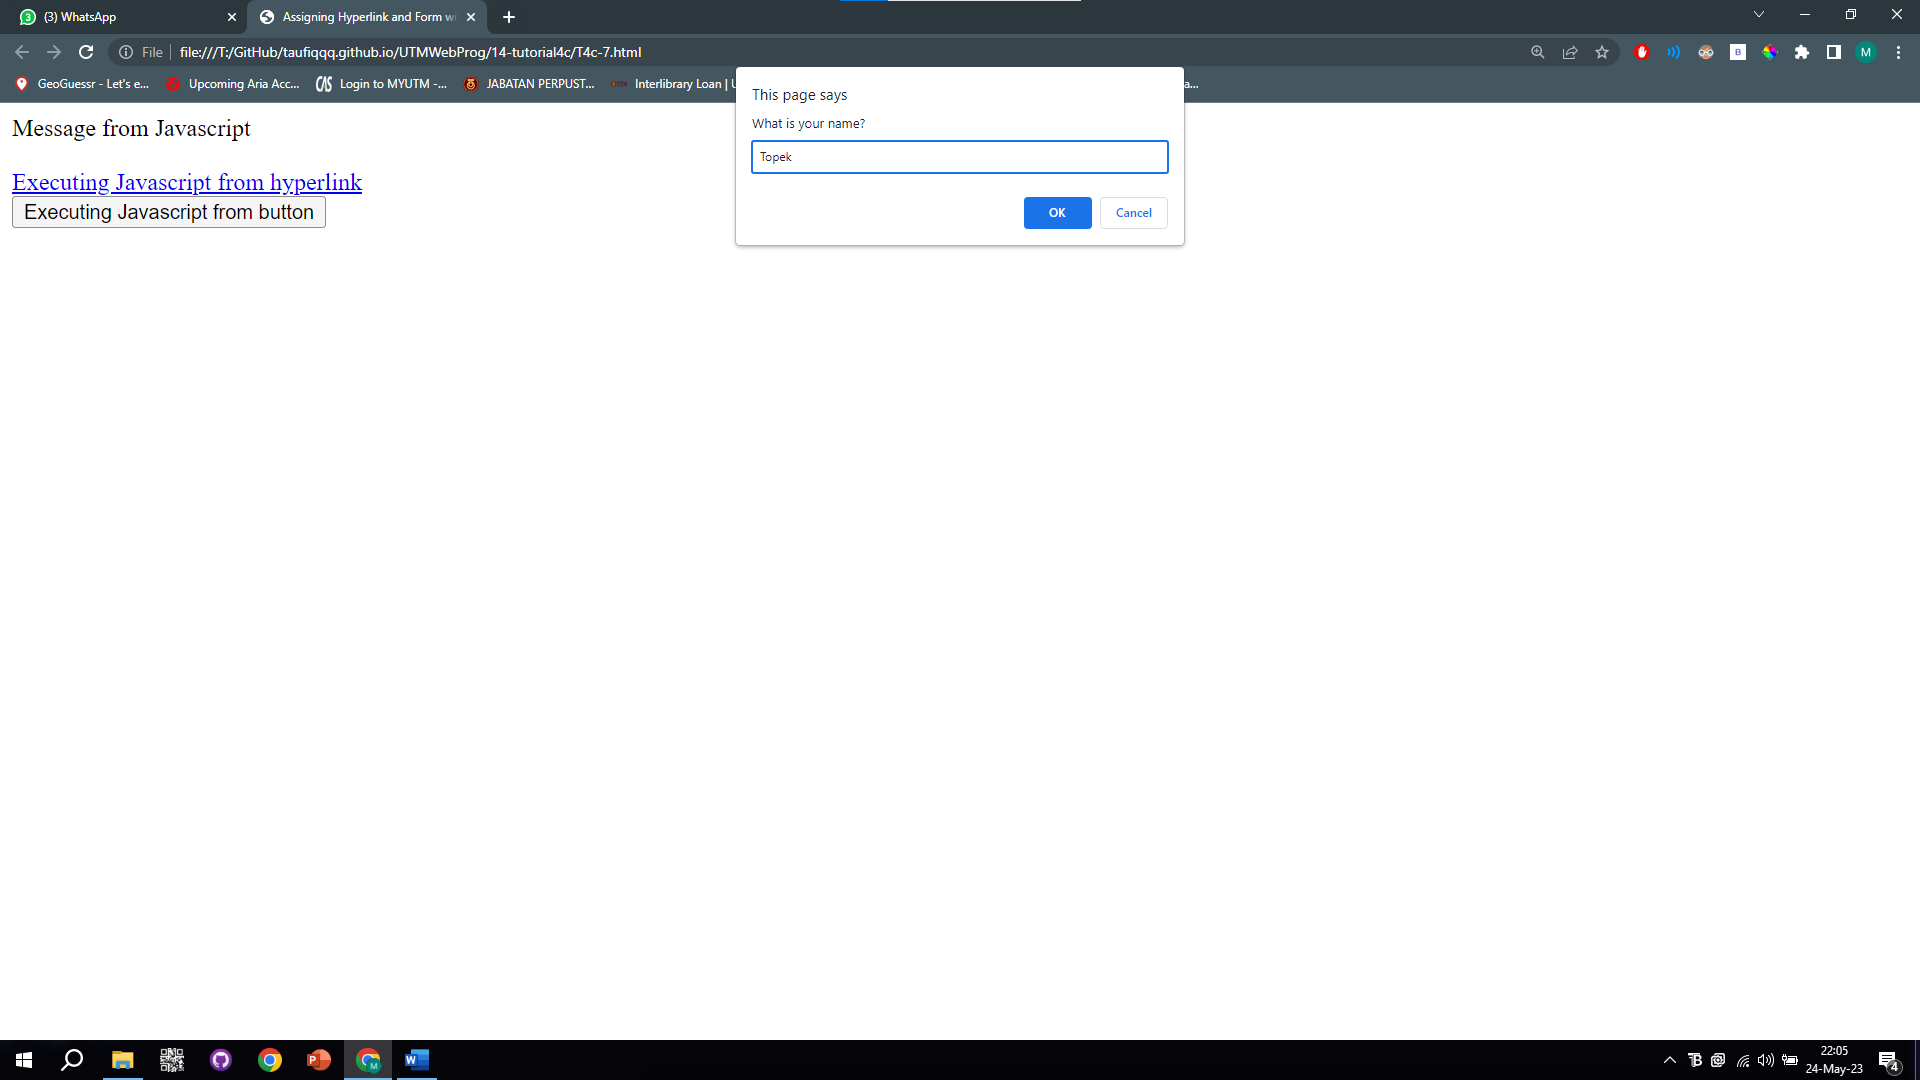 (3) WhatsApp
Assigning Hyperlink and Form wi
File
file:///T:/GitHub/taufiqqq.github.io/UTMWebProg/14-tutorial4c/T4c-7.html
M
GeoGuessr - Let's e...
Upcoming Aria Acc...
Login to MYUTM -...
JABATAN PERPUST...
Interlibrary Loan | U
a...
This page says
What is your name?
Topek
OK
Cancel
Message from Javascript
Executing Javascript from hyperlink
Executing Javascript from button
22:05
24-May-23
4